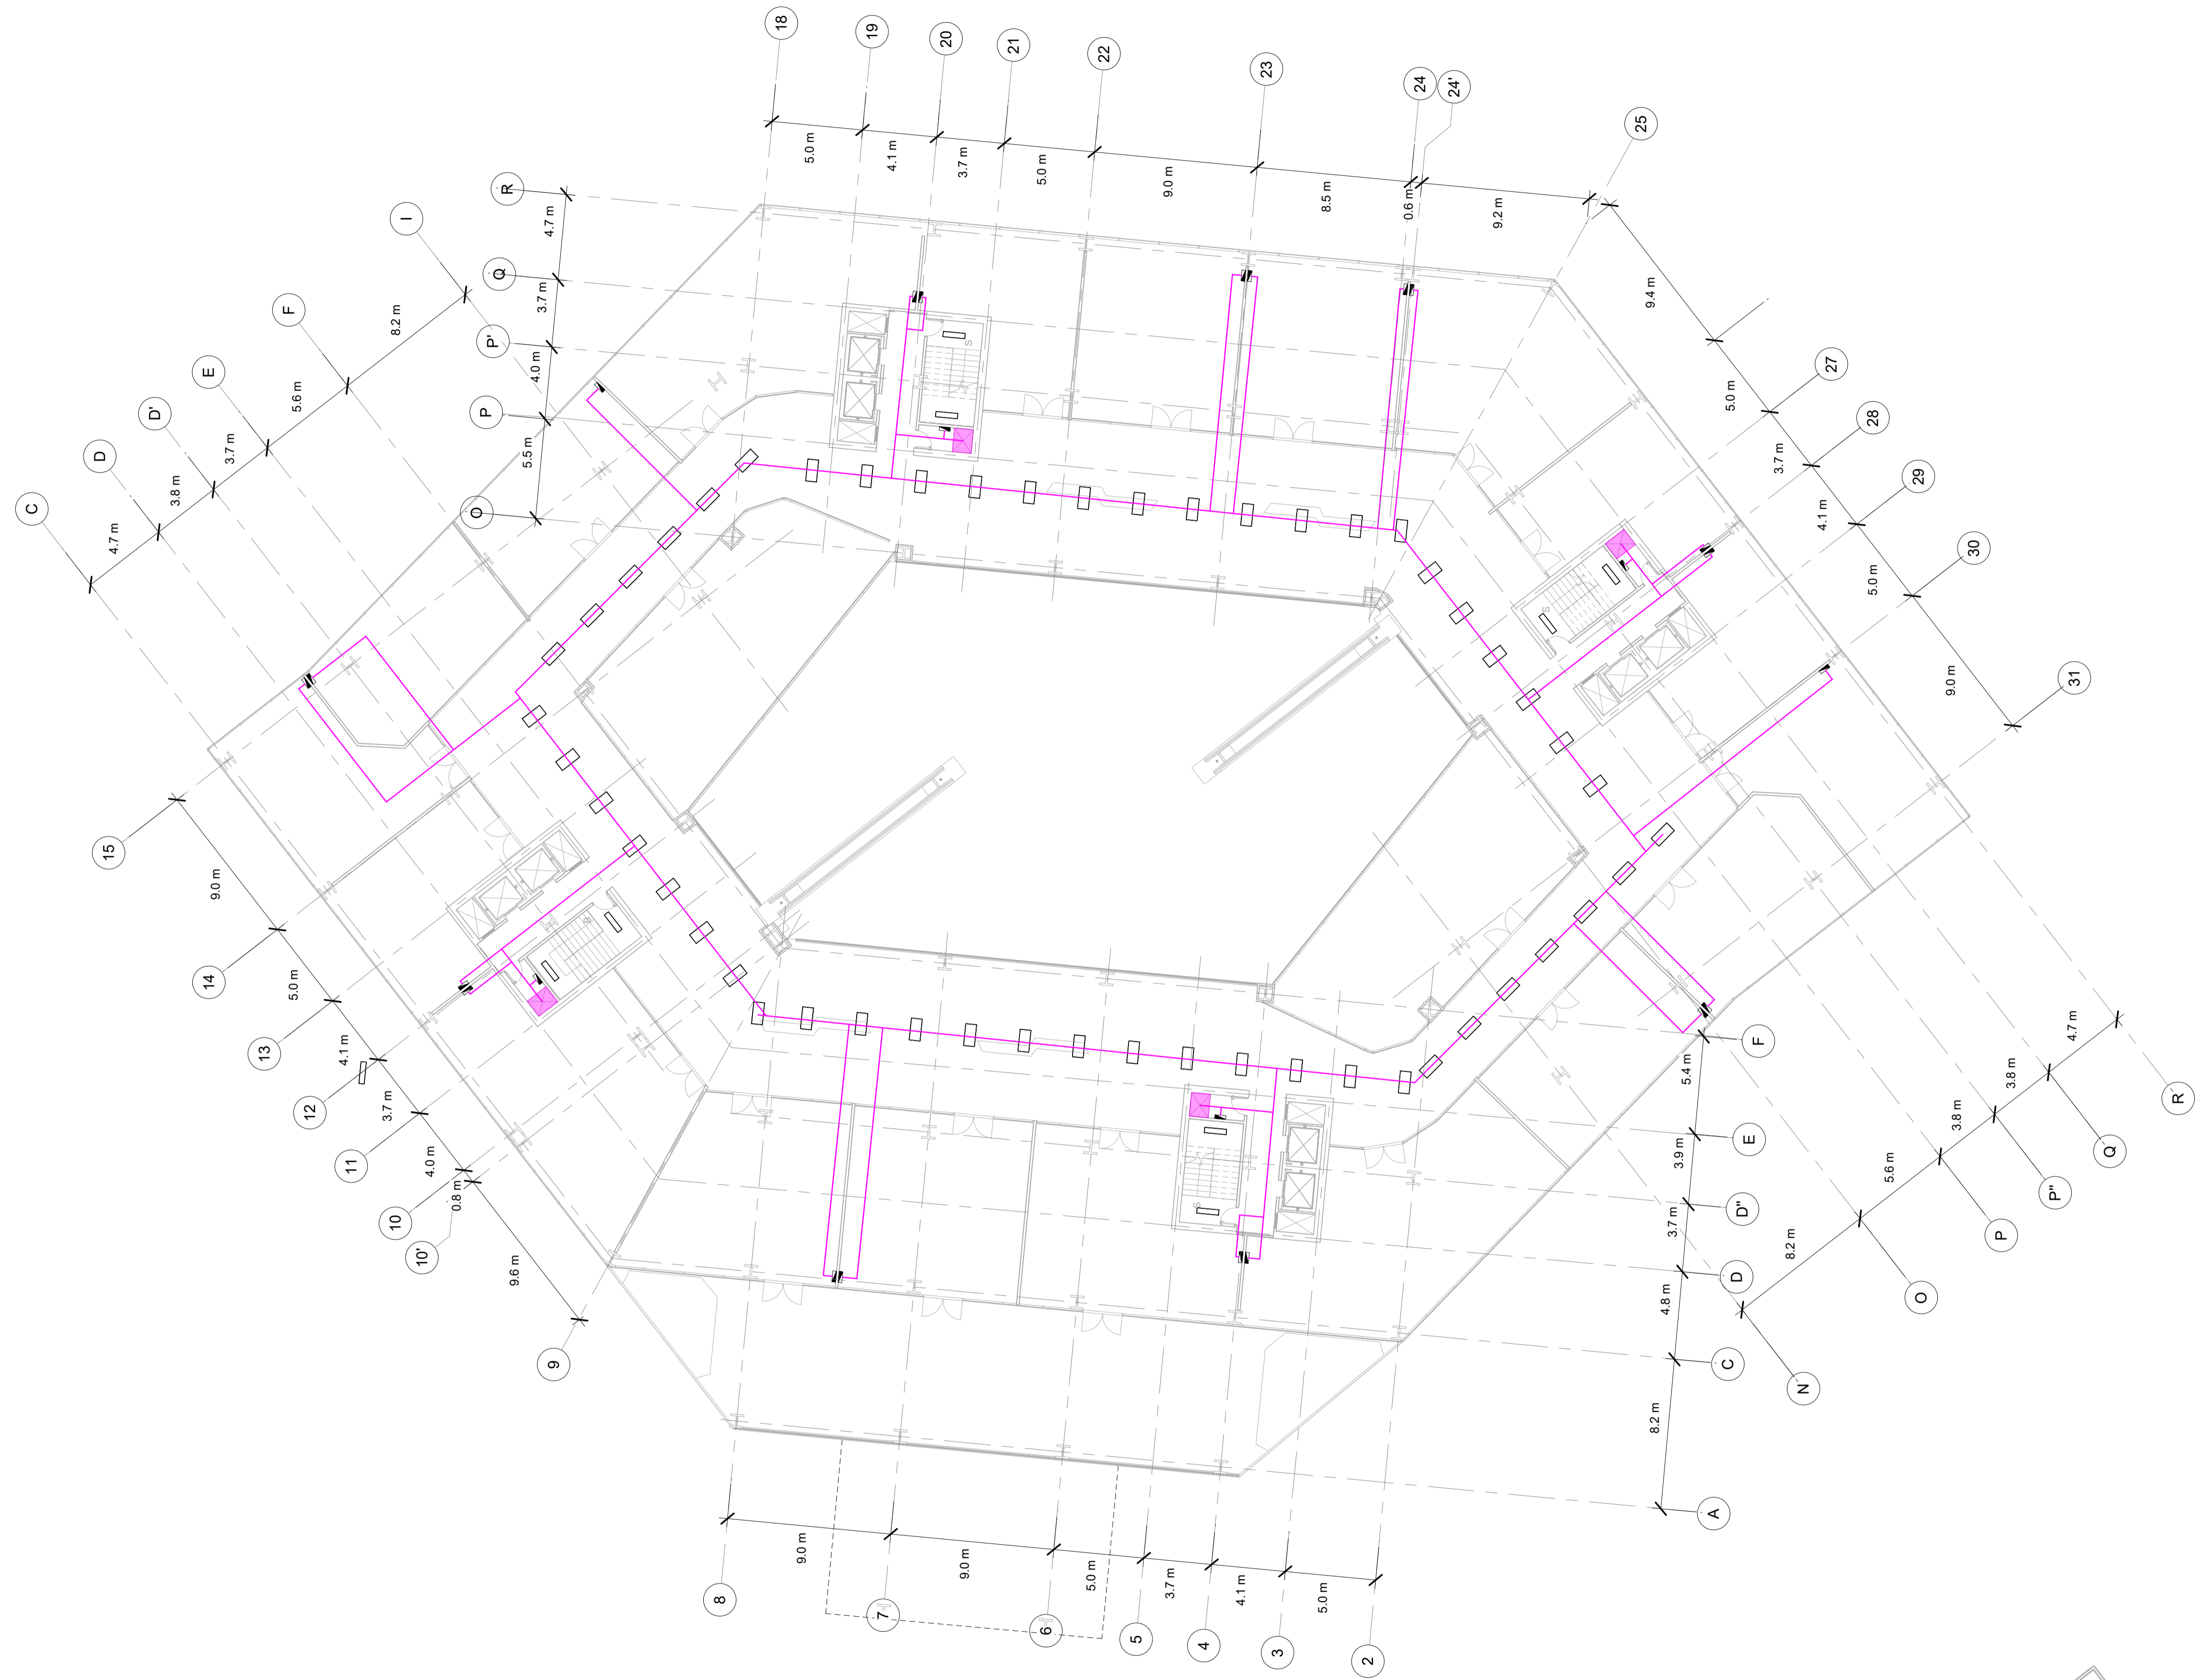 18
19
20
21
22
23
24
24'
25
5.0 m
4.1 m
3.7 m
5.0 m
9.0 m
8.5 m
0.6 m
9.2 m
R
Q
P'
P
O
4.7 m
3.7 m
4.0 m
5.5 m
I
F
E
D'
D
C
8.2 m
5.6 m
3.7 m
3.8 m
4.7 m
27
28
29
30
31
9.4 m
5.0 m
3.7 m
4.1 m
5.0 m
9.0 m
15
14
13
12
11
10
10'
9
9.0 m
5.0 m
4.1 m
3.7 m
4.0 m
0.8 m
9.6 m
S
S
S
S
F
E
D"
D
C
A
5.4 m
3.9 m
3.7 m
4.8 m
8.2 m
R
Q
P"
P
O
N
4.7 m
3.8 m
3.8 m
5.6 m
8.2 m
8
7
6
5
4
3
2
9.0 m
9.0 m
5.0 m
3.7 m
4.1 m
5.0 m